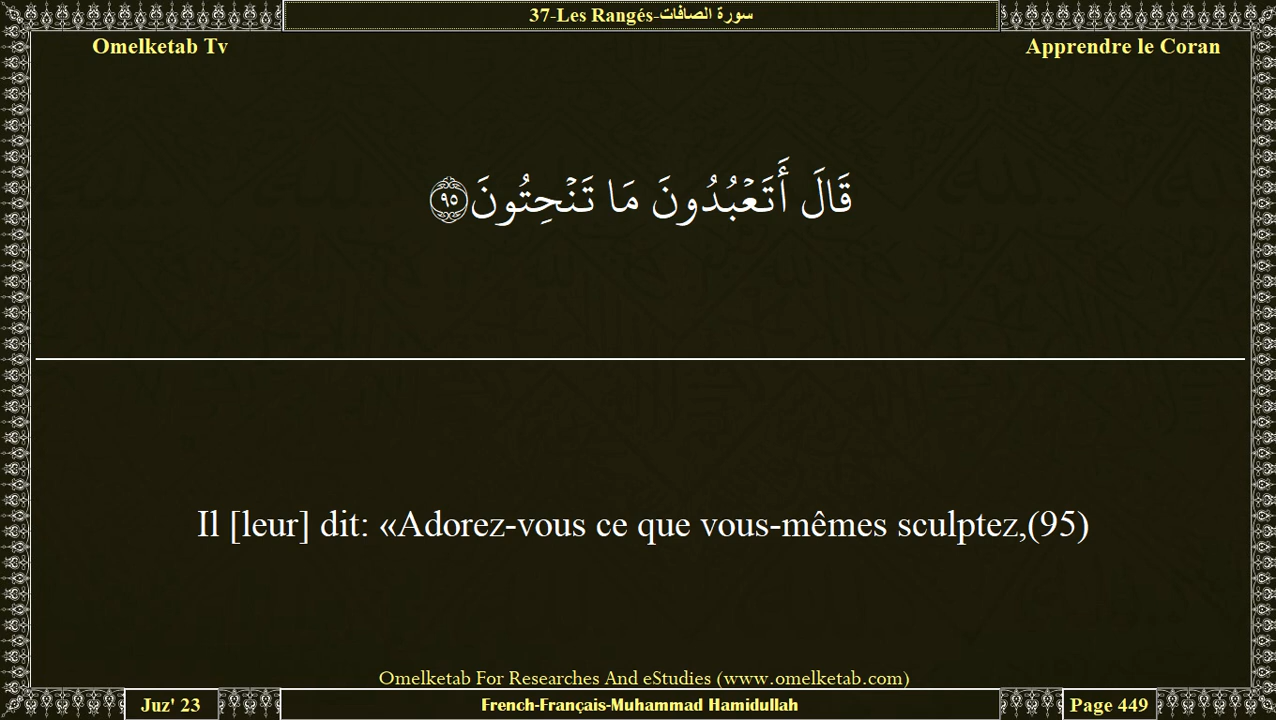 37-Les Rangés-سورة الصافات
Omelketab Tv
Apprendre le Coran
قَالَ أَتَعۡبُدُونَ مَا تَنۡحِتُونَ ٩٥
Il [leur] dit: «Adorez-vous ce que vous-mêmes sculptez,(95)
Omelketab For Researches And eStudies (www.omelketab.com)
Juz' 23
French-Français-Muhammad Hamidullah
Page 449